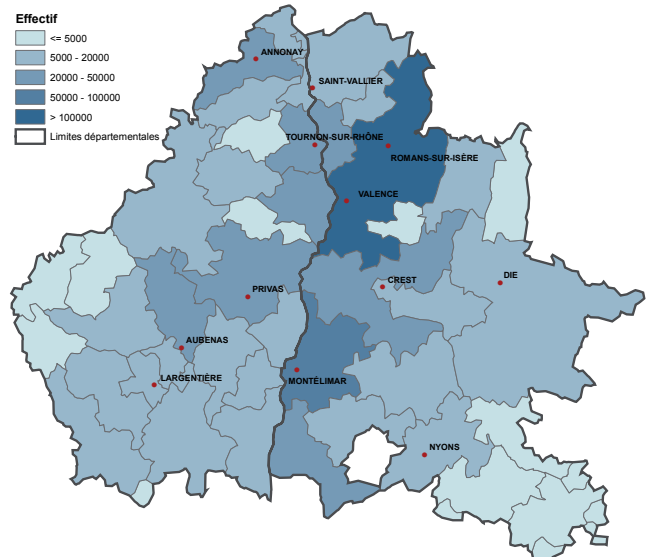 Effectif
<= 5000
5000 - 20000
20000 - 50000
50000 - 100000
> 100000
Limites départementales
ANNONAY
SAINT-VALLIER
TOURNON-SUR-RHÔNE
ROMANS-SUR-ISÈRE
VALENCE
DIE
CREST
PRIVAS
AUBENAS
LARGENTIÈRE
MONTÉLIMAR
NYONS